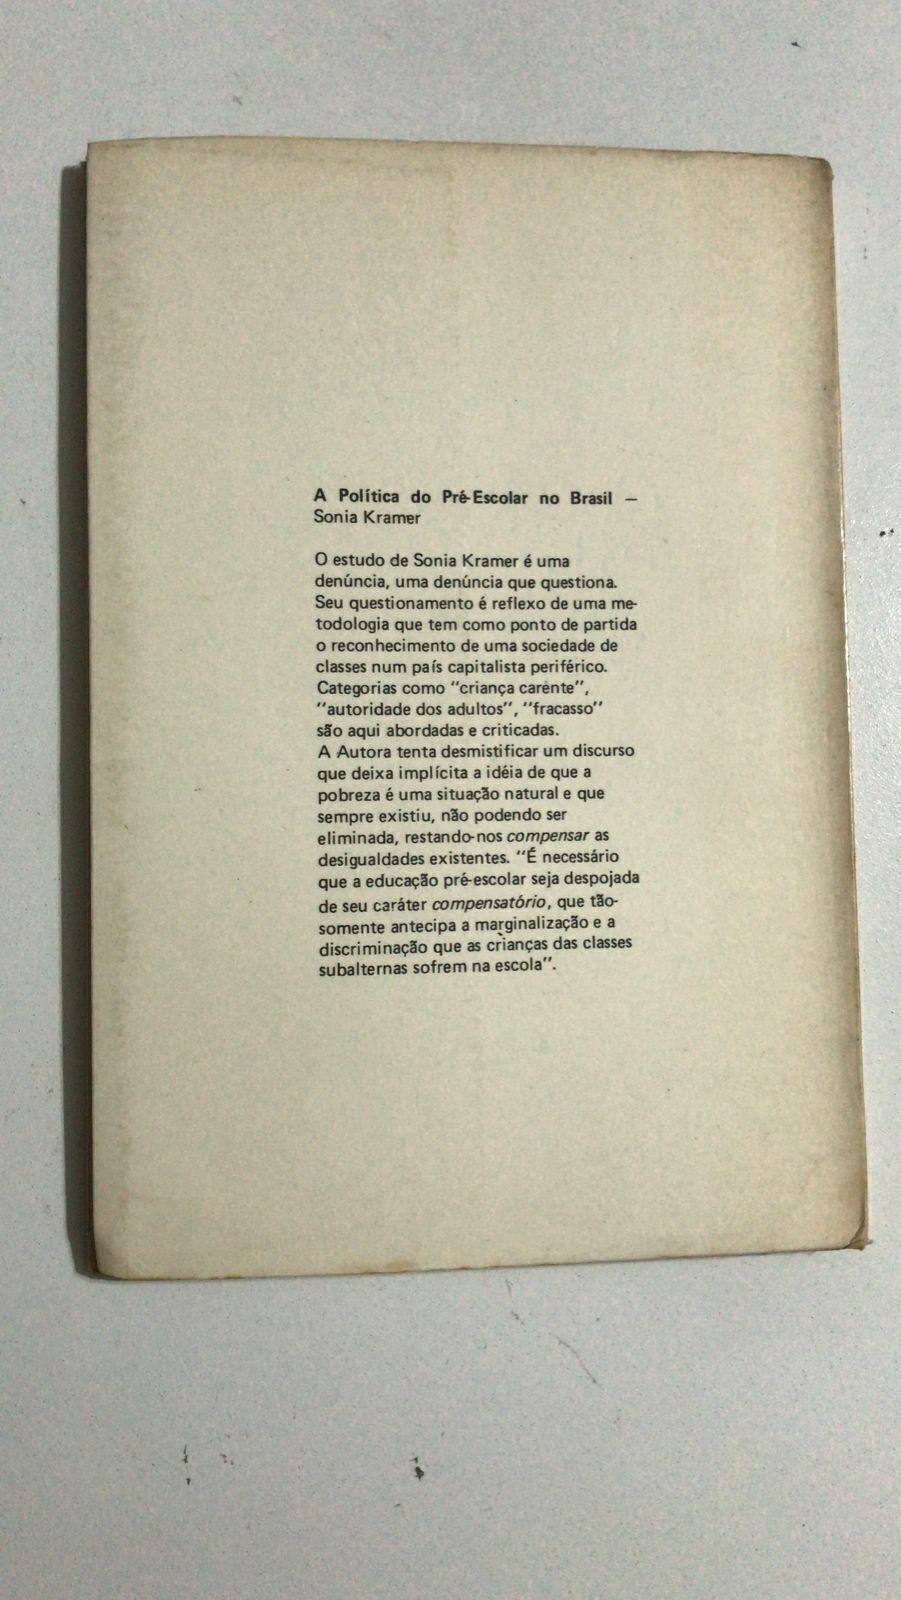 A Política do Pré-Escolar no Brasil —
Sonia Kramer
O estudo de Sonia Kramer é uma
denúncia, uma denúncia que questiona.
Seu questionamento é reflexo de uma me-
todologia que tem como ponto de partida
o reconhecimento de uma sociedade de
classes num país capitalista periférico.
Categorias como "criança carente",
"autoridade dos adultos", "fracasso"
são aqui abordadas e criticadas.
A Autora tenta desmistificar um discurso
que deixa implícita a idéia de que a
pobreza é uma situação natural e que
sempre existiu, não podendo ser
eliminada, restando-nos compensar as
desigualdades existentes. "É necessário
que a educação pré-escolar seja despojada
de seu caráter compensatório, que tão-
somente antecipa a marginalização e a
discriminação que as crianças das classes
subalternas sofrem na escola".